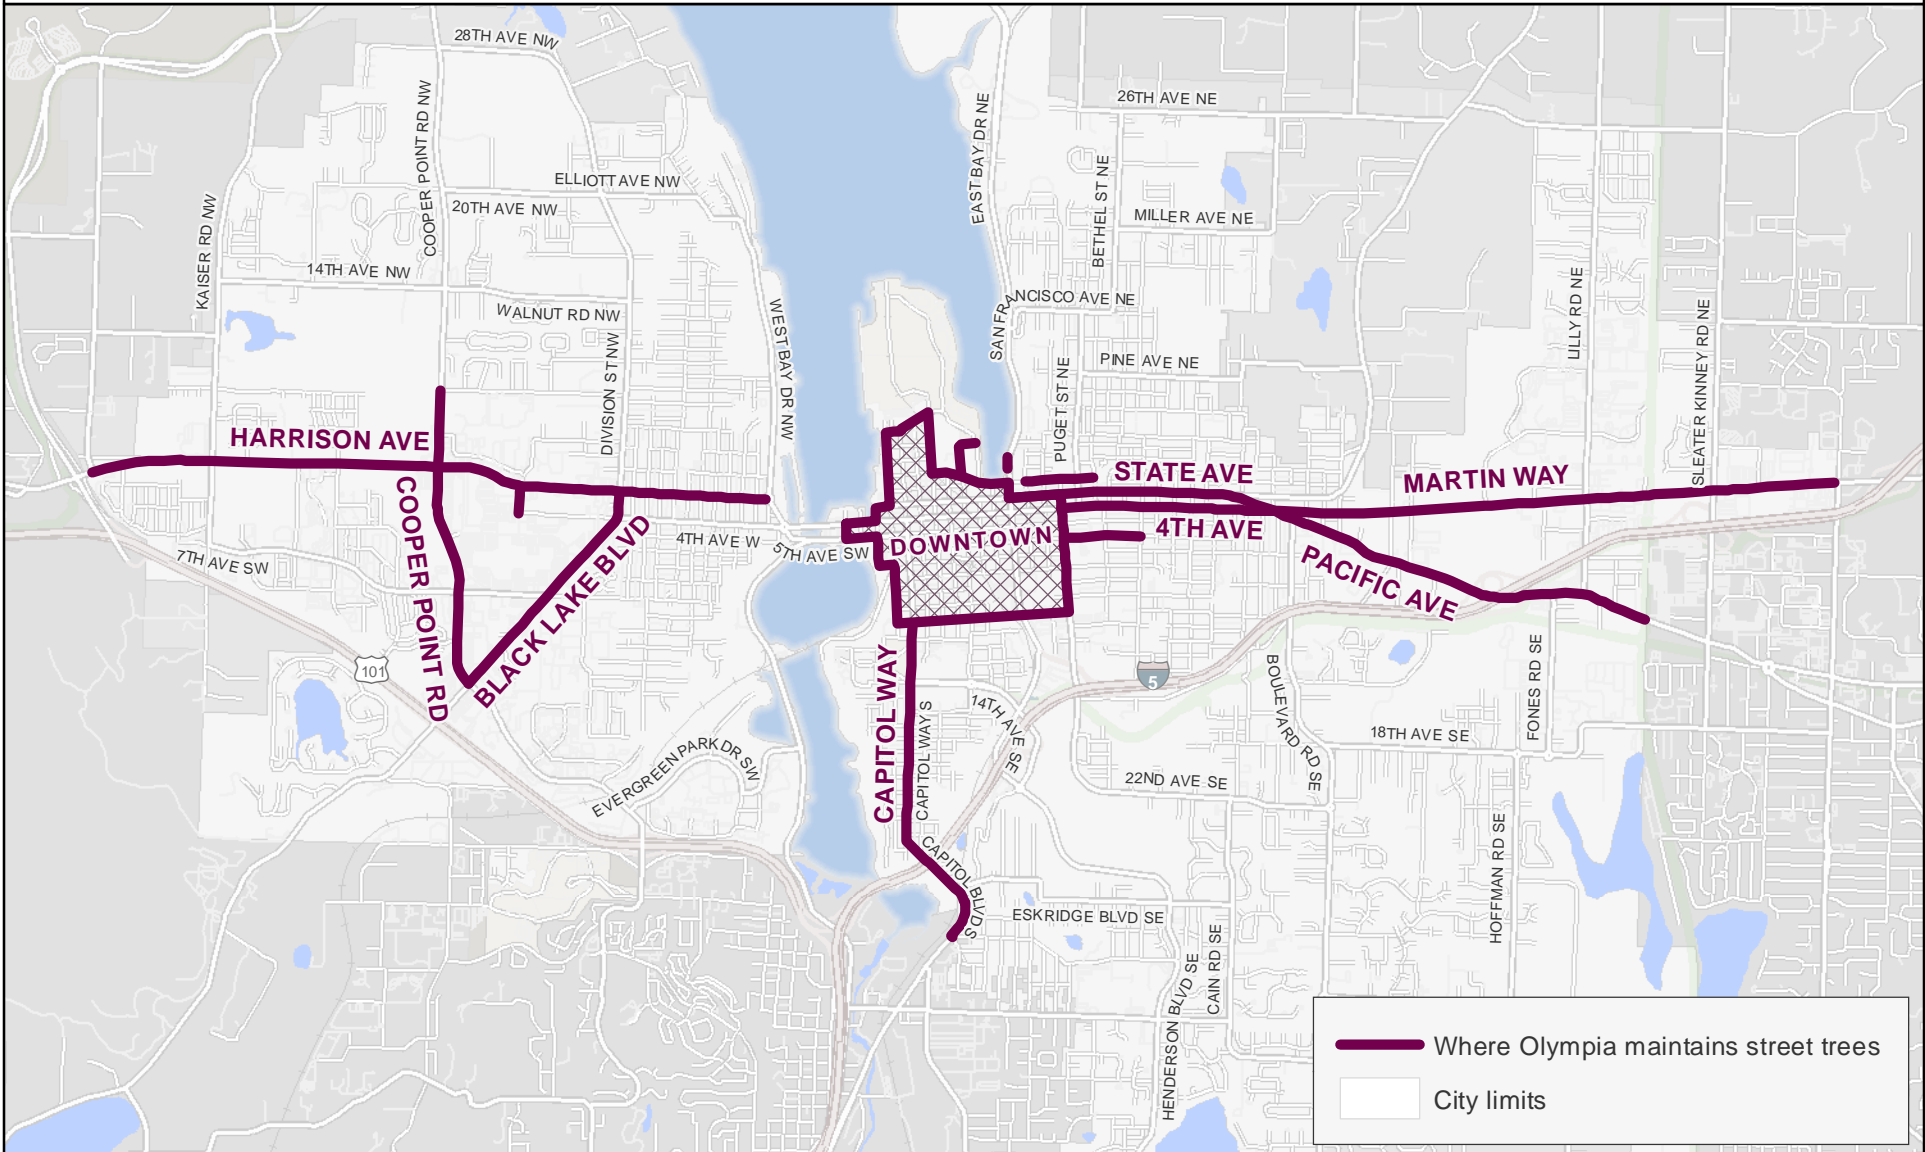 28TH AVE NW
COOPER POINT RD NW
ELLIOTT AVE NW
20TH AVE NW
KAISER RD NW
14TH AVE NW
WALNUT RD NW
DIVISION ST NW
WEST BAY DR NW
EAST BAY DR NE
26TH AVE NE
BETHEL ST NE
MILLER AVE NE
SAN FRANCISCO AVE NE
PINE AVE NE
PUGET ST NE
LILLY RD NE
SLEATER KINNEY RD NE
HARRISON AVE
COOPER POINT RD
BLACK LAKE BLVD
7TH AVE SW
4TH AVE W
5TH AVE SW
DOWNTOWN
STATE AVE
MARTIN WAY
4TH AVE
PACIFIC AVE
101
5
CAPITOL WAY
CAPITOL WAY S
14TH AVE SE
EVERGREEN PARK DR SW
CAPITOL BLVD S
BOULEVARD RD SE
FONES RD SE
18TH AVE SE
22ND AVE SE
HOFFMAN RD SE
ESKRIDGE BLVD SE
CAIN RD SE
HENDERSON BLVD SE
Where Olympia maintains street trees
City limits